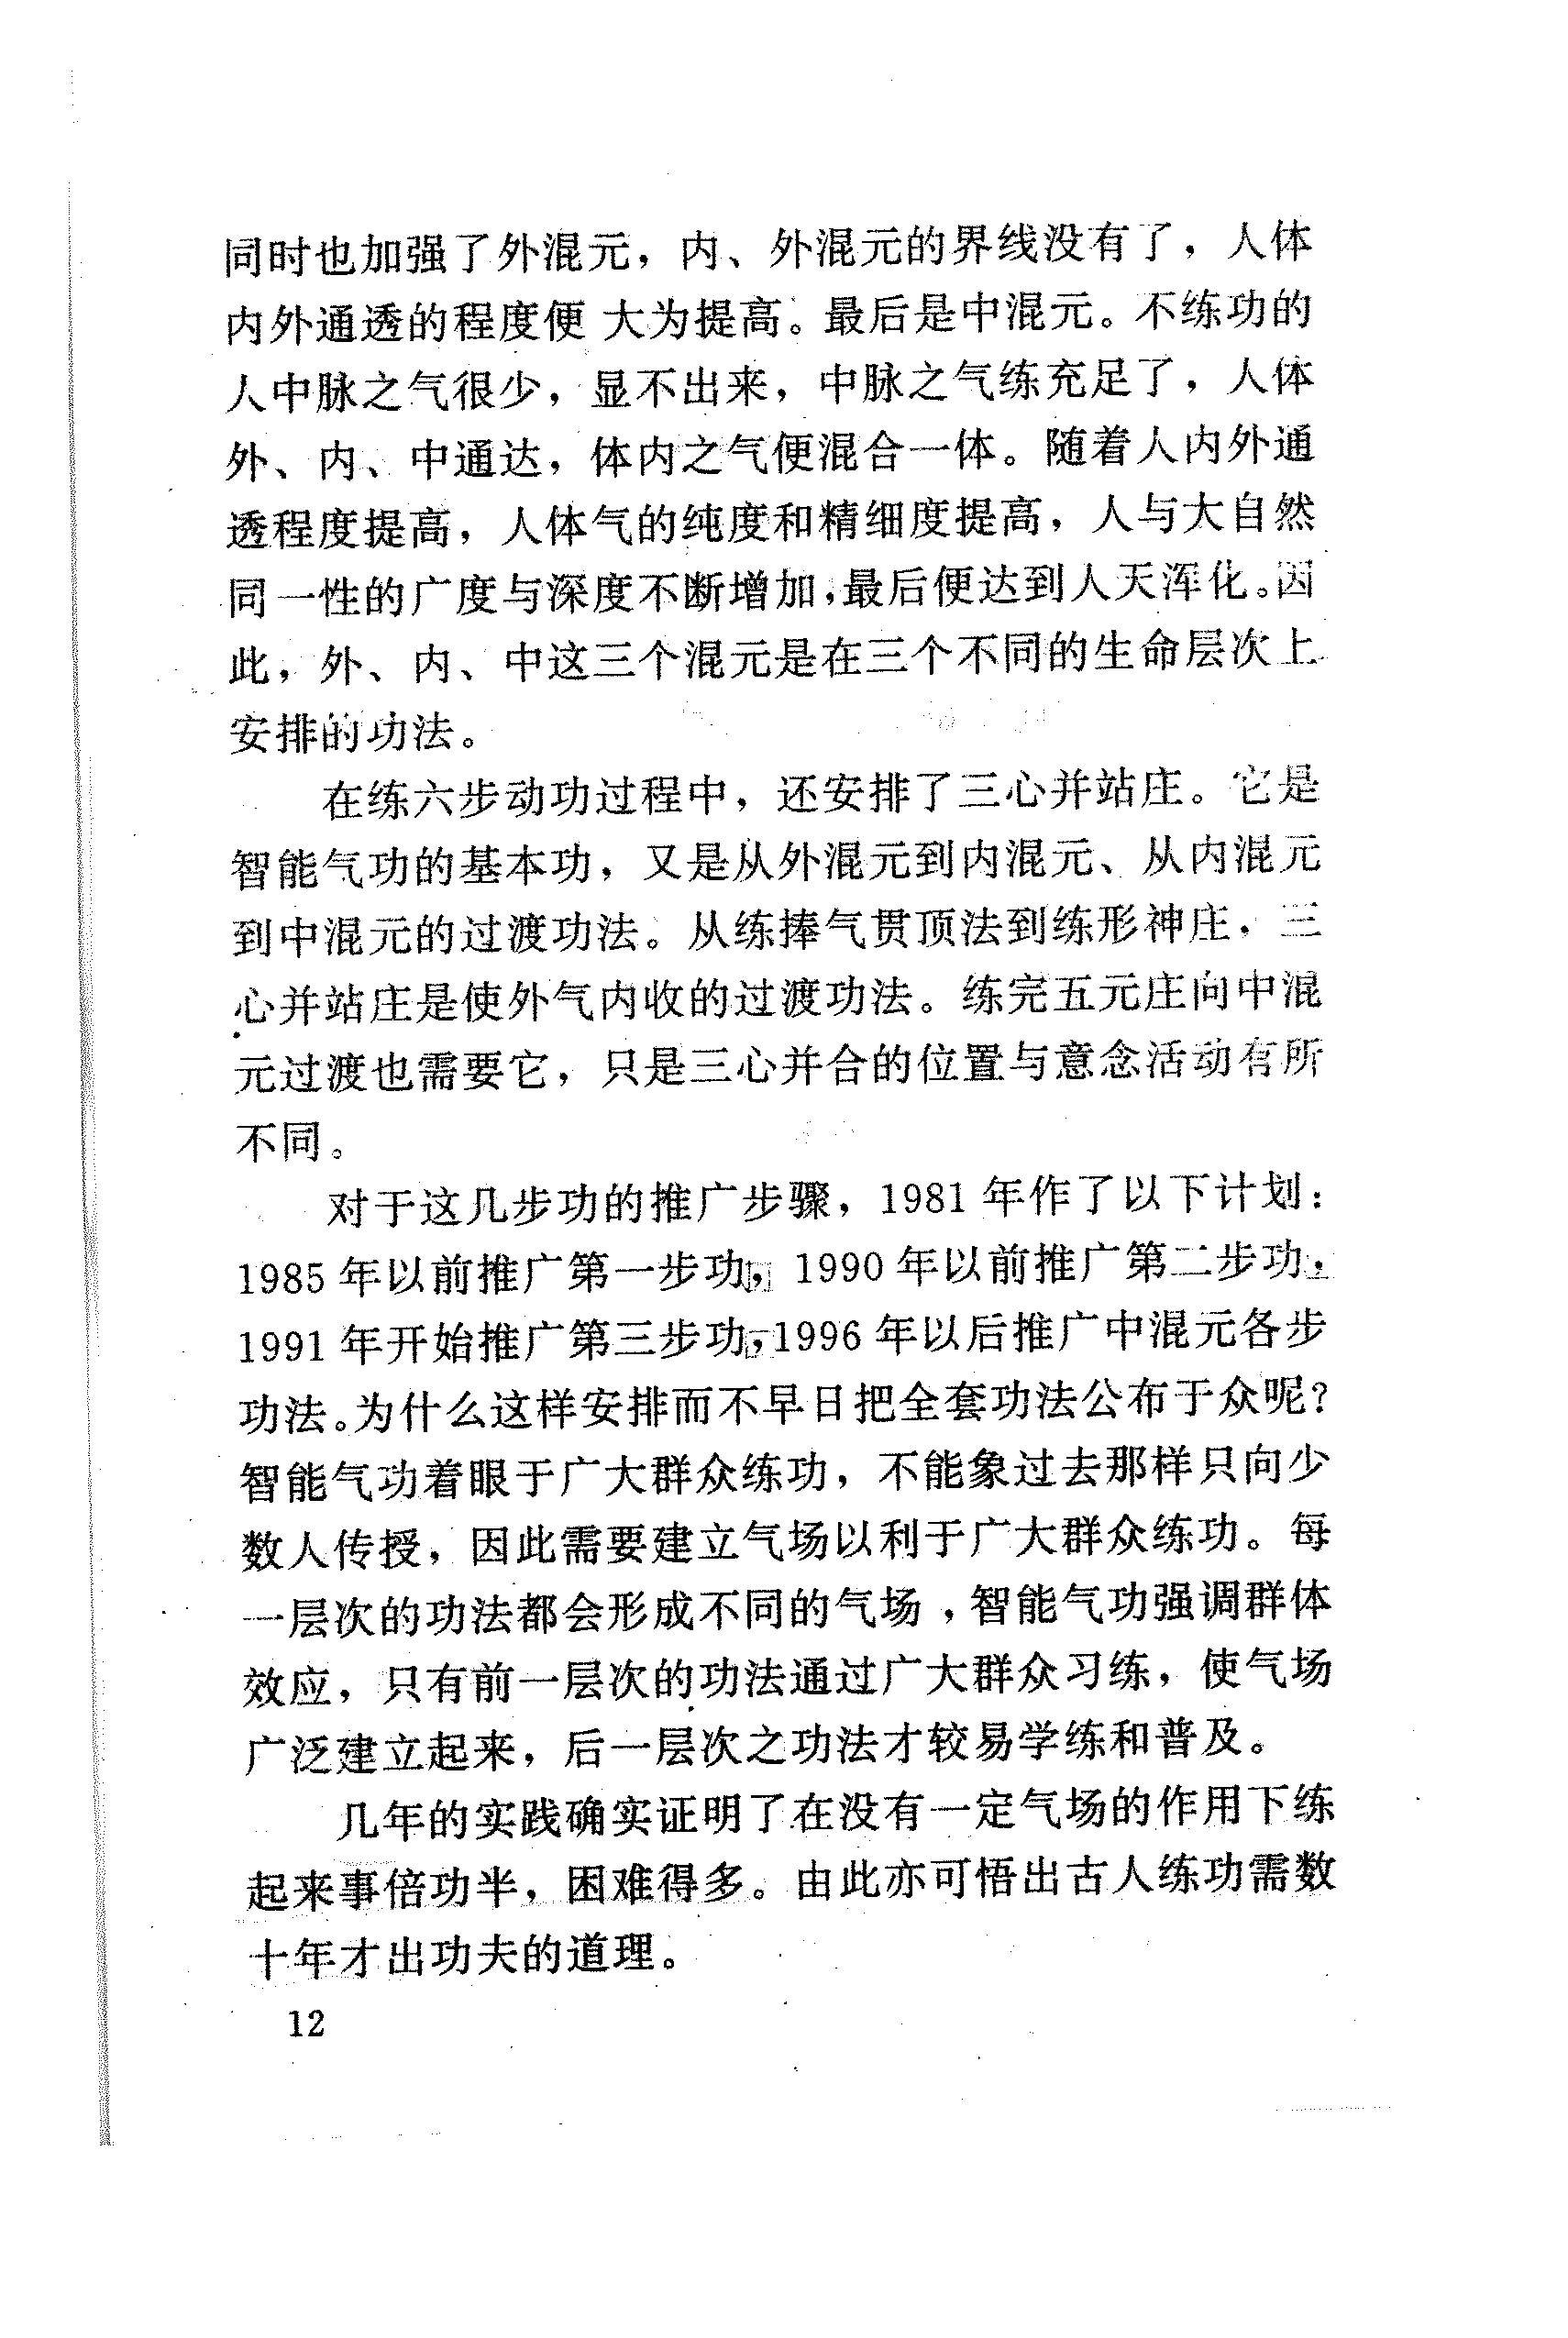 同时也加强了外混元，内、外混元的界线没有了，人体
内外通透的程度便 大为提高。最后是中混元。不练功的
人中脉之气很少，显不出来，中脉之气练充足了，人体
外、内、中通达，体内之气便混合一体。随着人内外通
透程度提高，人体气的纯度和精细度提高，人与大自然
同一性的广度与深度不断增加，最后便达到人天浑化。因
此，外、内、中这三个混元是在三个不同的生命层次上
安排的功法。
在练六步动功过程中，还安排了三心并站庄。它是
智能气功的基本功，又是从外混元到内混元、从内混元
到中混元的过渡功法。从练捧气贯顶法到练形神庄，三
心并站庄是使外气内收的过渡功法。练完五元庄向中混
元过渡也需要它，只是三心并合的位置与意念活动有所
不同。
对于这几步功的推广步骤，1981 年作了以下计划：
1985 年以前推广第一步功，1990 年以前推广第二步功，
1991 年开始推广第三步功，1996 年以后推广中混元各步
功法。为什么这样安排而不早日把全套功法公布于众呢？
智能气功着眼于广大群众练功，不能象过去那样只向少
数人传授，因此需要建立气场以利于广大群众练功。每
一层次的功法都会形成不同的气场，智能气功强调群体
效应，只有前一层次的功法通过广大群众习练，使气场
广泛建立起来，后一层次之功法才较易学练和普及。
几年的实践确实证明了在没有一定气场的作用下练
起来事倍功半，困难得多。由此亦可悟出古人练功需数
十年才出功夫的道理。
12